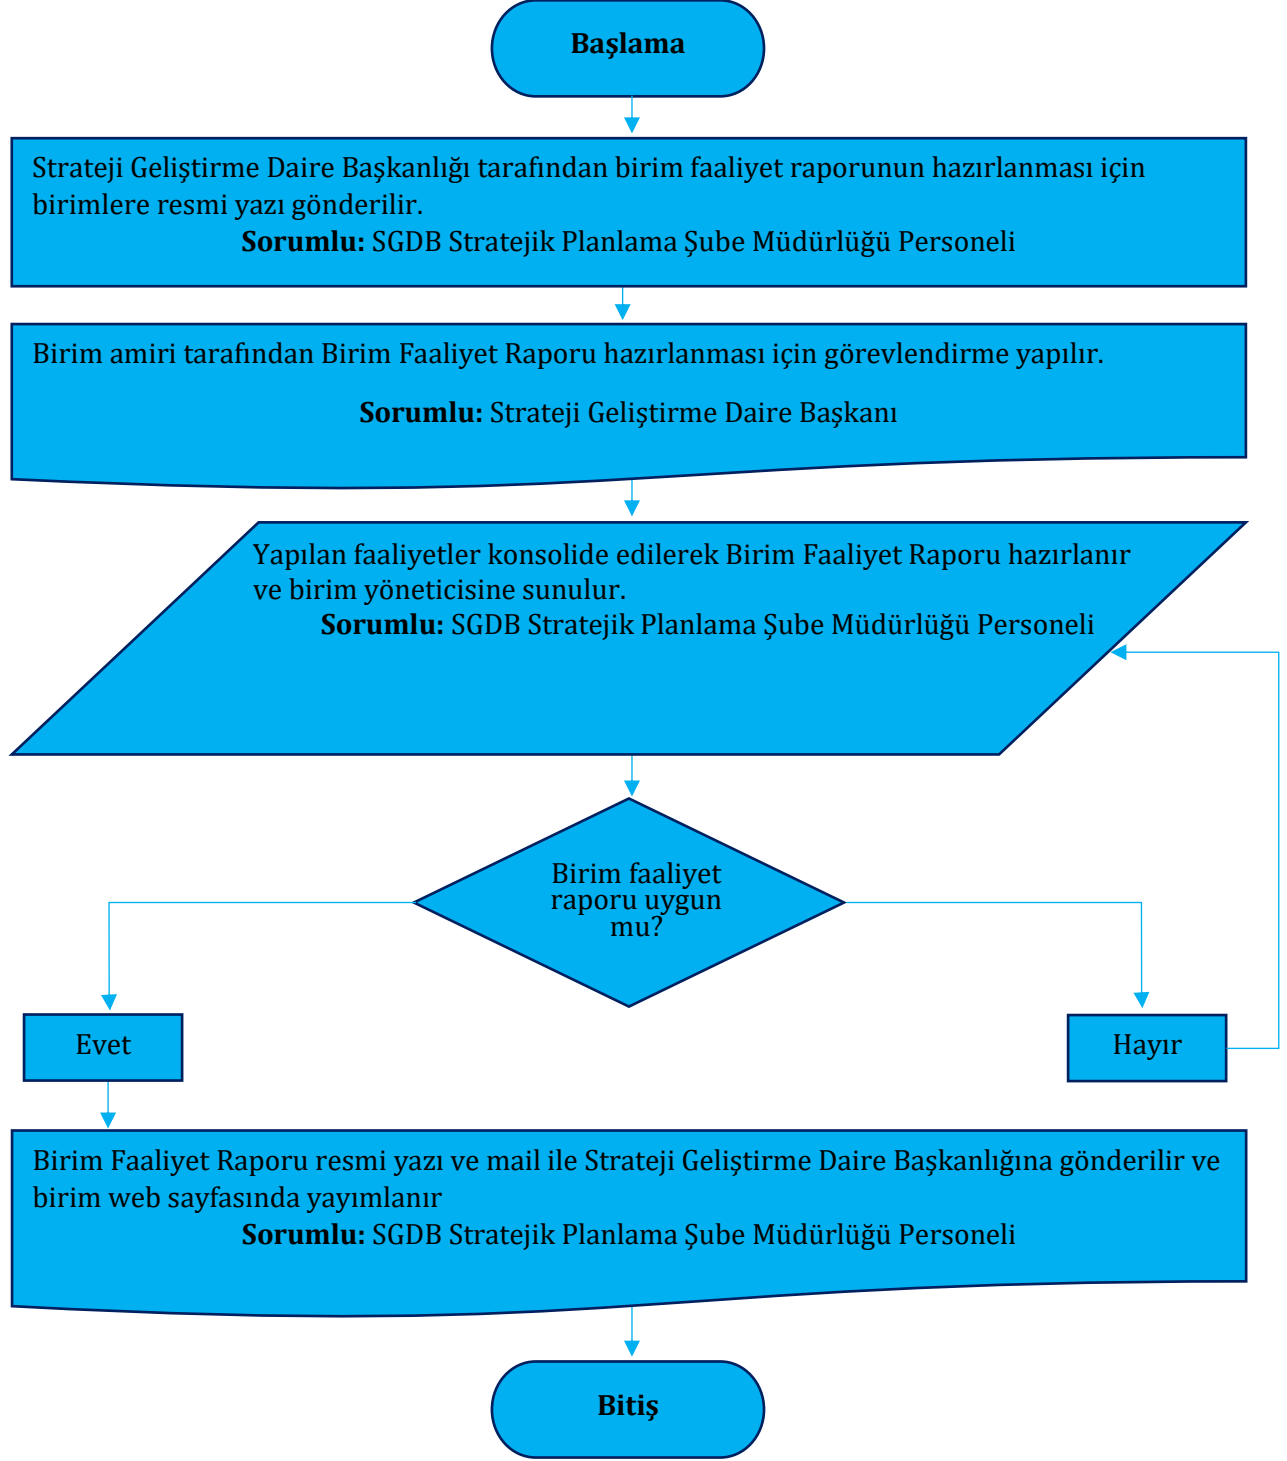 Başlama
Strateji Geliştirme Daire Başkanlığı tarafından birim faaliyet raporunun hazırlanması için
birimlere resmi yazı gönderilir.
Sorumlu: SGDB Stratejik Planlama Şube Müdürlüğü Personeli
Birim amiri tarafından Birim Faaliyet Raporu hazırlanması için görevlendirme yapılır.
Sorumlu: Strateji Geliştirme Daire Başkanı
Yapılan faaliyetler konsolide edilerek Birim Faaliyet Raporu hazırlanır
ve birim yöneticisine sunulur.
Sorumlu: SGDB Stratejik Planlama Şube Müdürlüğü Personeli
Birim faaliyet
raporu uygun
mu?
Evet
Hayır
Birim Faaliyet Raporu resmi yazı ve mail ile Strateji Geliştirme Daire Başkanlığına gönderilir ve
birim web sayfasında yayımlanır
Sorumlu: SGDB Stratejik Planlama Şube Müdürlüğü Personeli
Bitiş